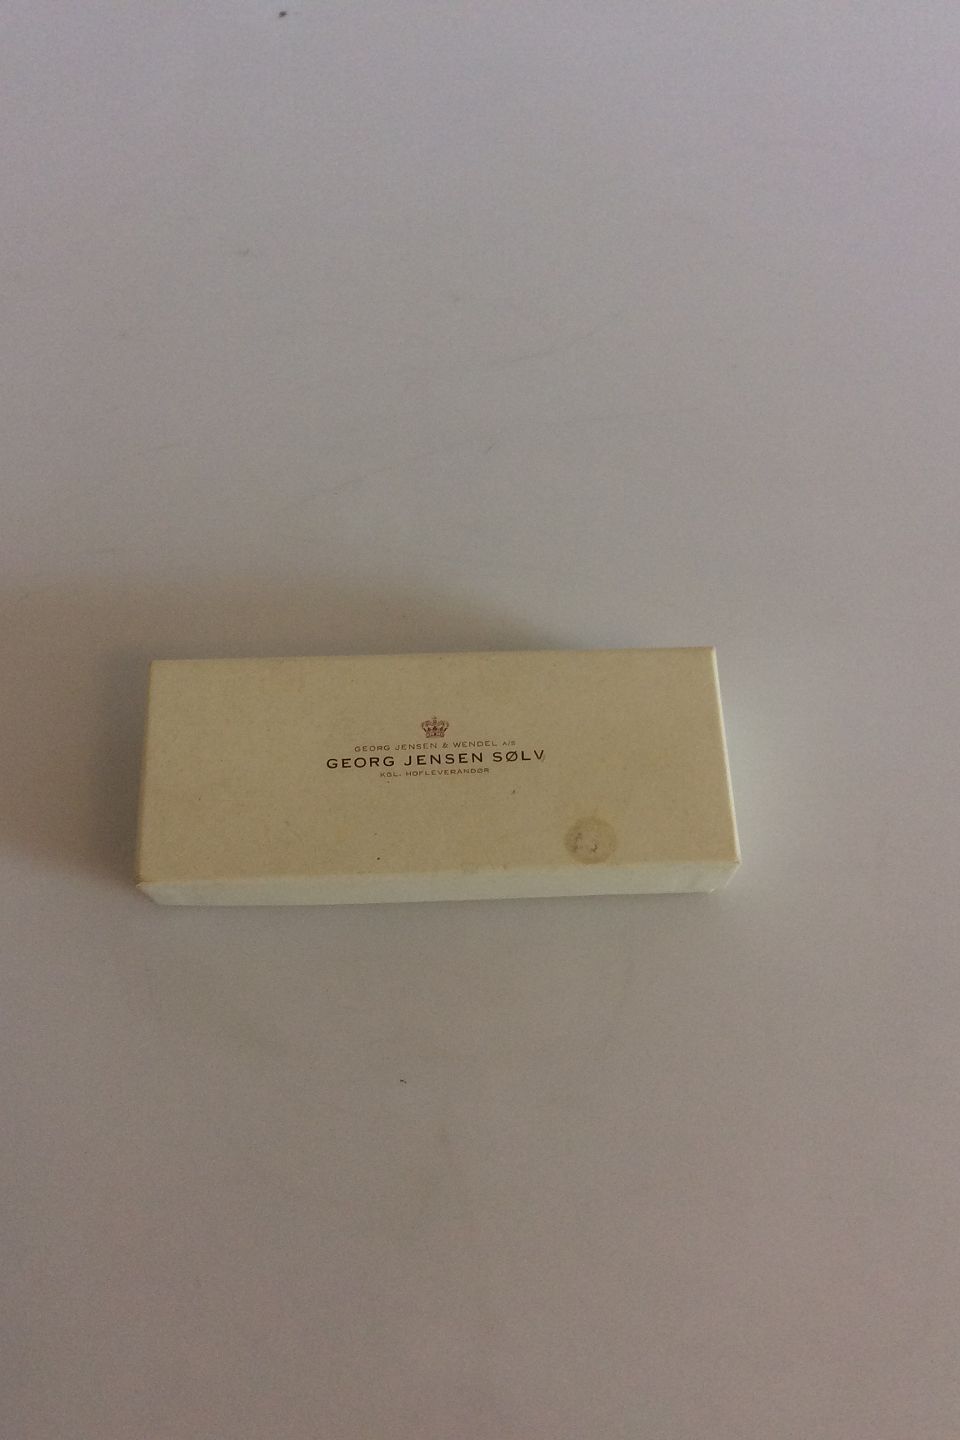 GEORG JENSEN & WENDEL A/S
GEORG JENSEN SØLV
KGL. HOFLEVERANDØR